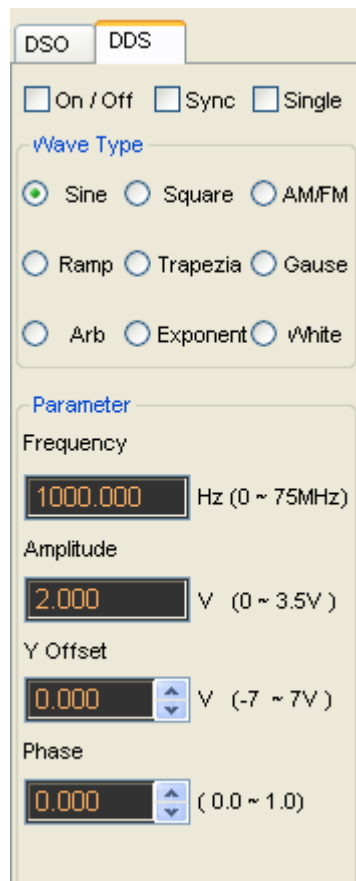 DSO DDS
On / Off Sync Single
Wave Type
Sine Square AM/FM
Ramp Trapezia Gause
Arb Exponent White
Parameter
Frequency
1000.000 Hz (0 ~ 75MHz)
Amplitude
2.000 V (0 ~ 3.5V )
Y Offset
0.000 V (-7 ~ 7V )
Phase
0.000 ( 0.0 ~ 1.0)